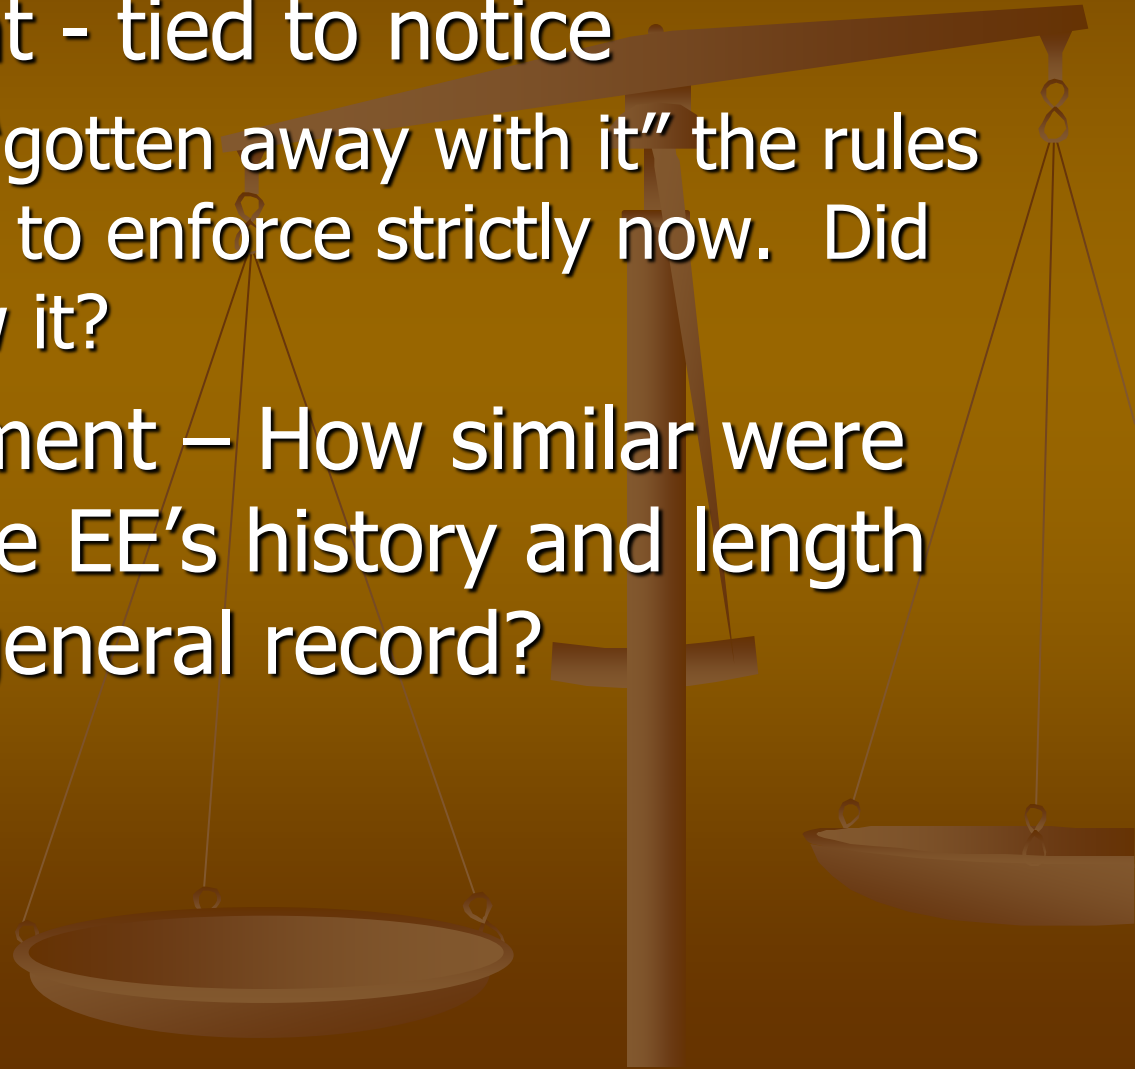 t - tied to notice
“gotten away with it” the rules
to enforce strictly now. Did
it?
ment – How similar were
e EE’s history and length
general record?